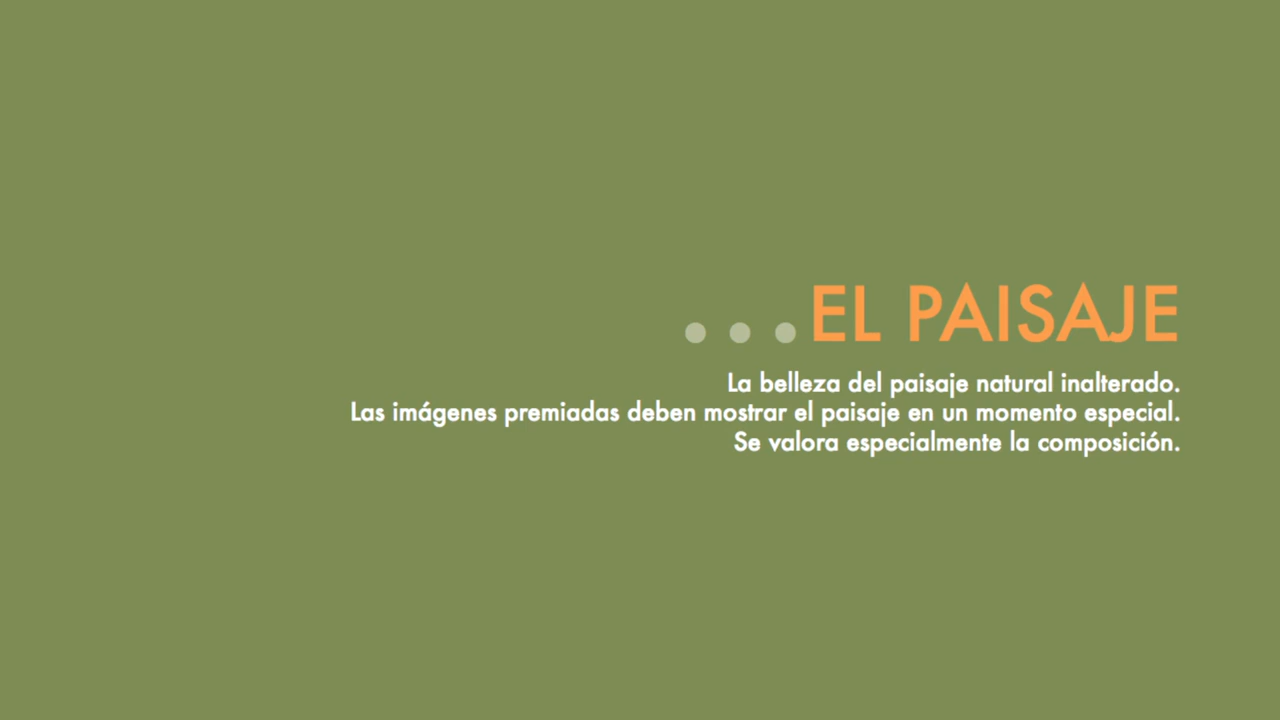 ...EL PAISAJE
La belleza del paisaje natural inalterado.
Las imágenes premiadas deben mostrar el paisaje en un momento especial.
Se valora especialmente la composición.